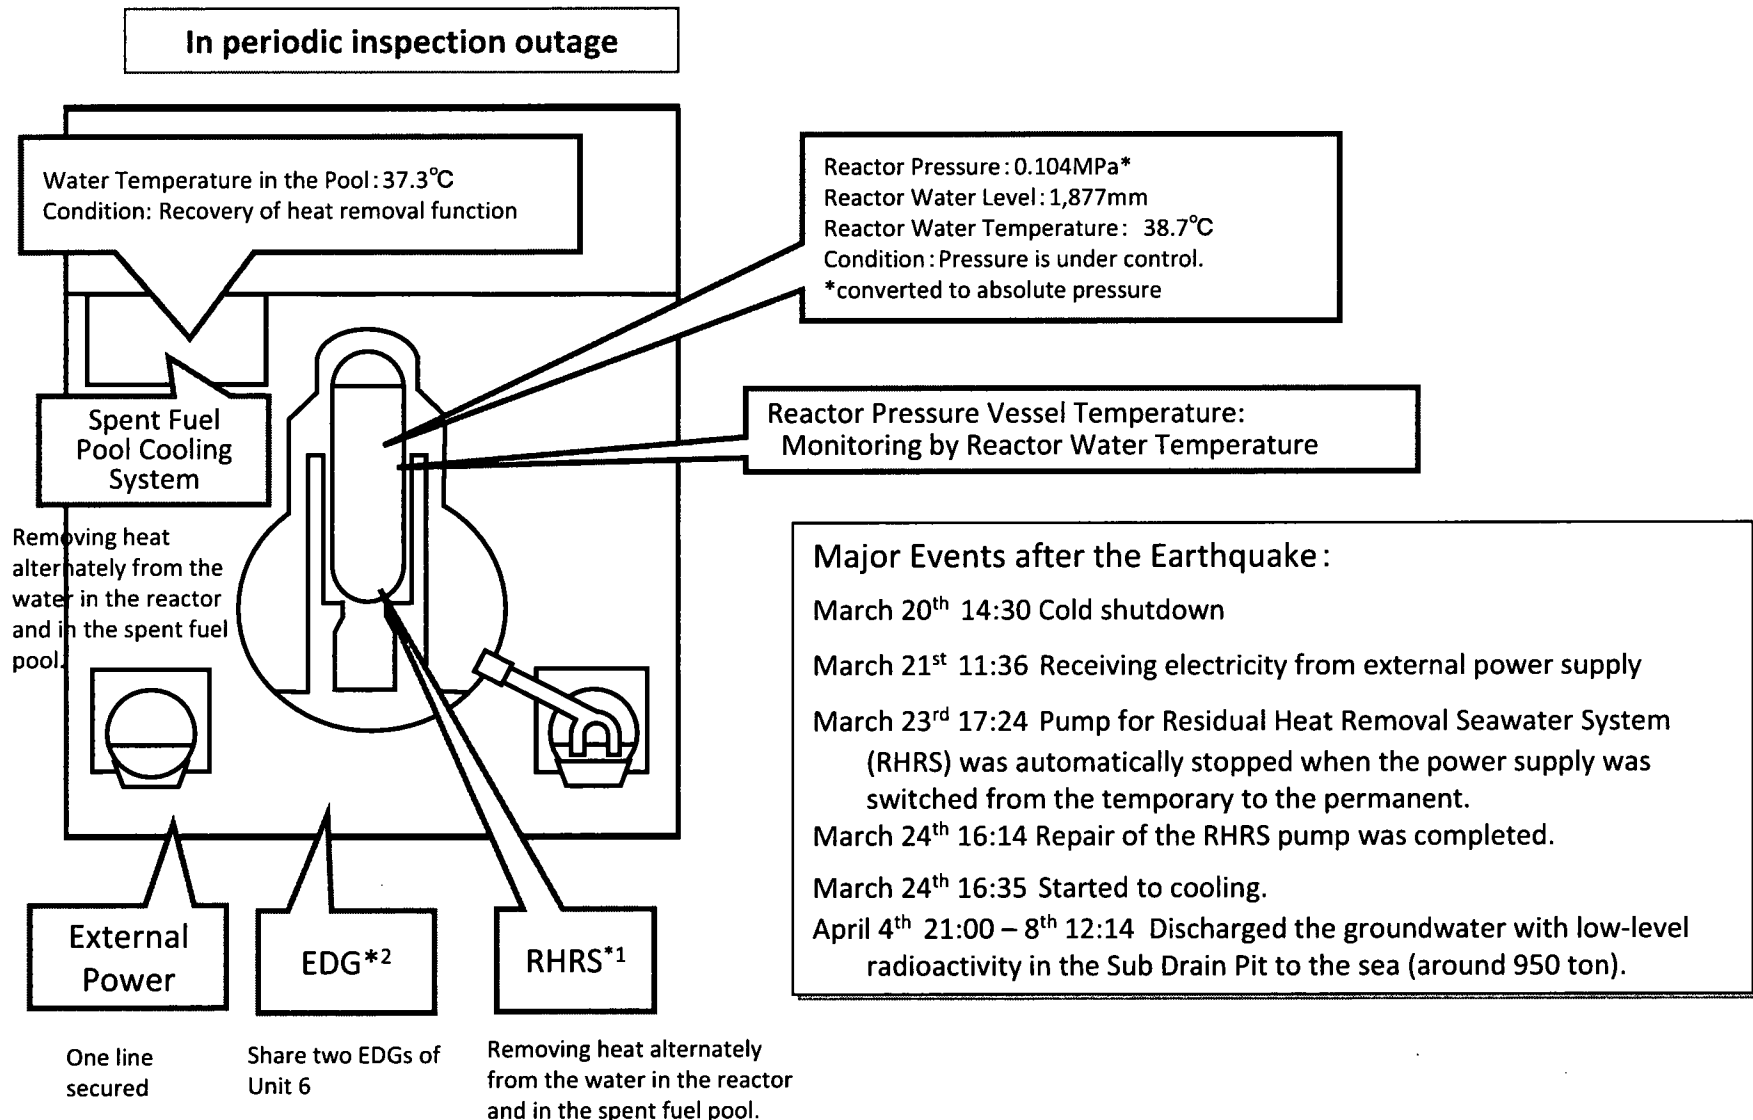 In periodic inspection outage
Water Temperature in the Pool:37.3℃
Condition: Recovery of heat removal function
Reactor Pressure:0.104MPa*
Reactor Water Level:1,877mm
Reactor Water Temperature: 38.7℃
Condition:Pressure is under control.
*converted to absolute pressure
Spent Fuel
Pool Cooling
System
Reactor Pressure Vessel Temperature:
Monitoring by Reactor Water Temperature
Removing heat
alternately from the
water in the reactor
and in the spent fuel
pool.
Major Events after the Earthquake:
March 20th 14:30 Cold shutdown
March 21st 11:36 Receiving electricity from external power supply
March 23rd 17:24 Pump for Residual Heat Removal Seawater System
(RHRS) was automatically stopped when the power supply was
switched from the temporary to the permanent.
March 24th 16:14 Repair of the RHRS pump was completed.
March 24th 16:35 Started to cooling.
April 4th 21:00 – 8th 12:14 Discharged the groundwater with low-level
radioactivity in the Sub Drain Pit to the sea (around 950 ton).
External
Power
EDG*2
RHRS*1
One line
secured
Share two EDGs of
Unit 6
Removing heat alternately
from the water in the reactor
and in the spent fuel pool.